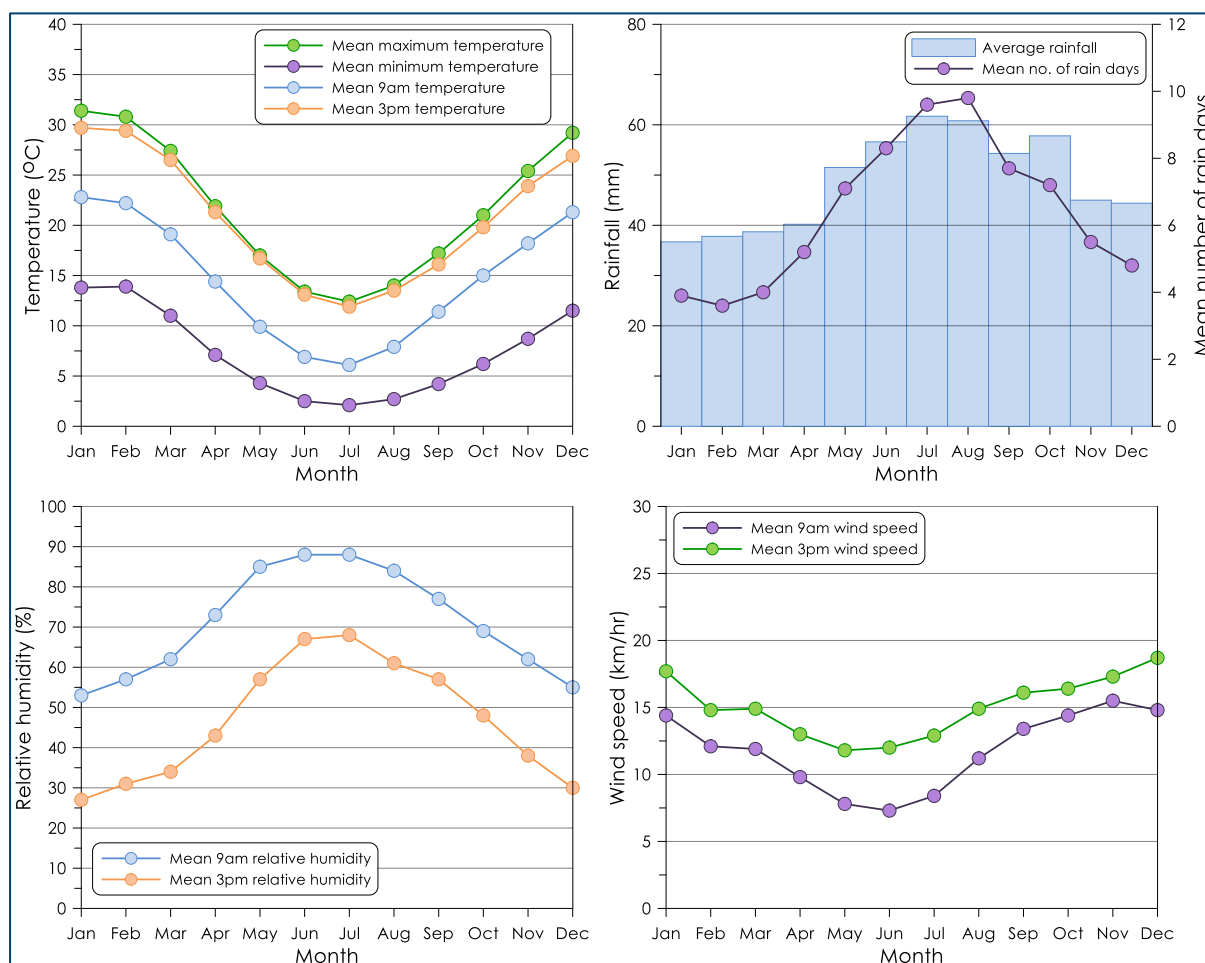 40
35
30
25
20
15
10
5
0
Temperature (ºC)
Mean maximum temperature
Mean minimum temperature
Mean 9am temperature
Mean 3pm temperature
Jan Feb Mar Apr May Jun Jul Aug Sep Oct Nov Dec
Month
80
60
40
20
0
Rainfall (mm)
Average rainfall
Mean no. of rain days
12
10
8
6
4
2
0
Mean number of rain days
Jan Feb Mar Apr May Jun Jul Aug Sep Oct Nov Dec
Month
100
90
80
70
60
50
40
30
20
10
0
Relative humidity (%)
Mean 9am relative humidity
Mean 3pm relative humidity
Jan Feb Mar Apr May Jun Jul Aug Sep Oct Nov Dec
Month
30
25
20
15
10
5
0
Wind speed (km/hr)
Mean 9am wind speed
Mean 3pm wind speed
Jan Feb Mar Apr May Jun Jul Aug Sep Oct Nov Dec
Month